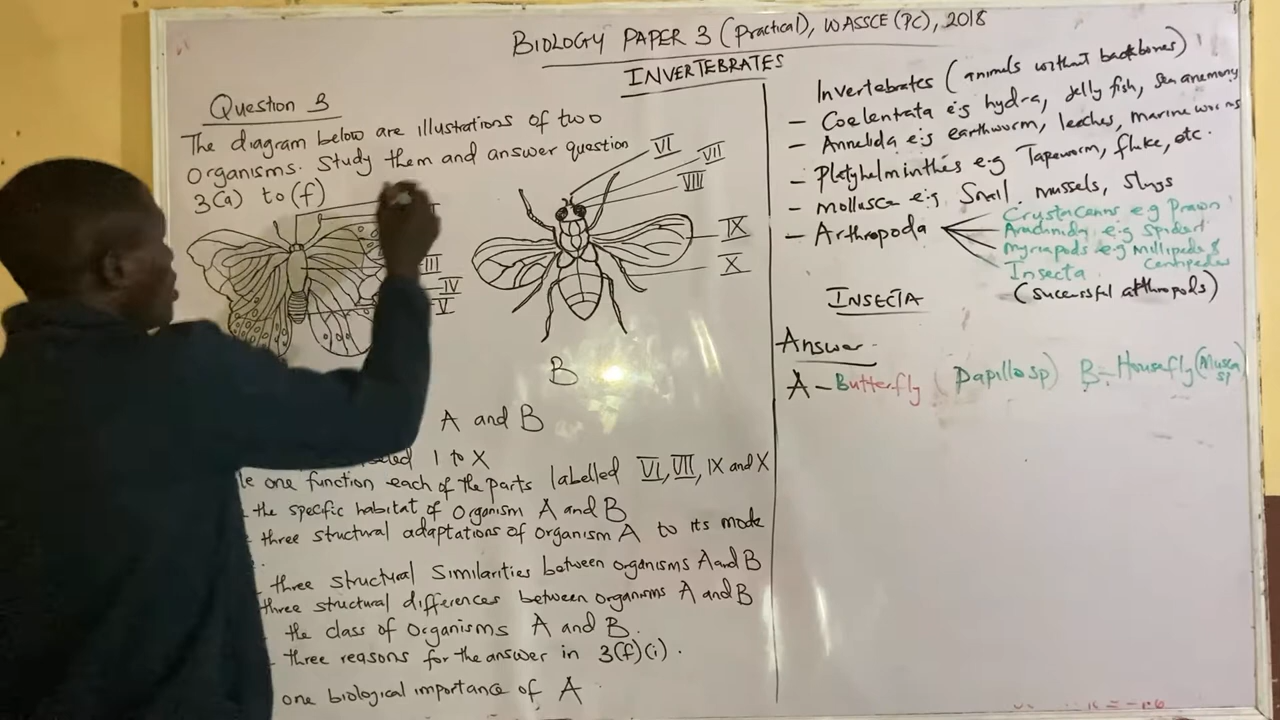 BIOLOGY PAPER 3 (Practical), WASSCE (PC), 2018
INVERTEBRATES
Question 3
The diagram below are illustrations of two
Organisms. Study them and answer question
3(a) to (f)
III
IV
V
VI
VII
VIII
IX
X
B
A and B
1 to X
one function each of the parts labelled VI, VII, IX and X
the specific habitat of Organism A and B
three structural adaptations of organism A to its mode
three structural Similarities between organisms A and B
three structural differences between organisms A and B
the class of Organisms A and B.
three reasons for the answer in 3(f)(i).
one biological importance of A
Invertebrates (animals without backbones)
- Coelentrata e.g hydra, Jelly fish, Sea anemony
- Annelida e.g earthworm, leaches, marine worms
- Platyhelminthes e.g Tapeworm, fluke, etc.
- Mollusca e.g Snail, mussels, Slugs
- Arthropoda
Crustaceans e.g Prawn
e.g Spider
Myriapods e.g Millipede &
Centipedes
Insecta
(sucessful arthropods)
INSECTA
Answer
A - Butterfly (Papillo sp) B - Housefly (Musca
sp